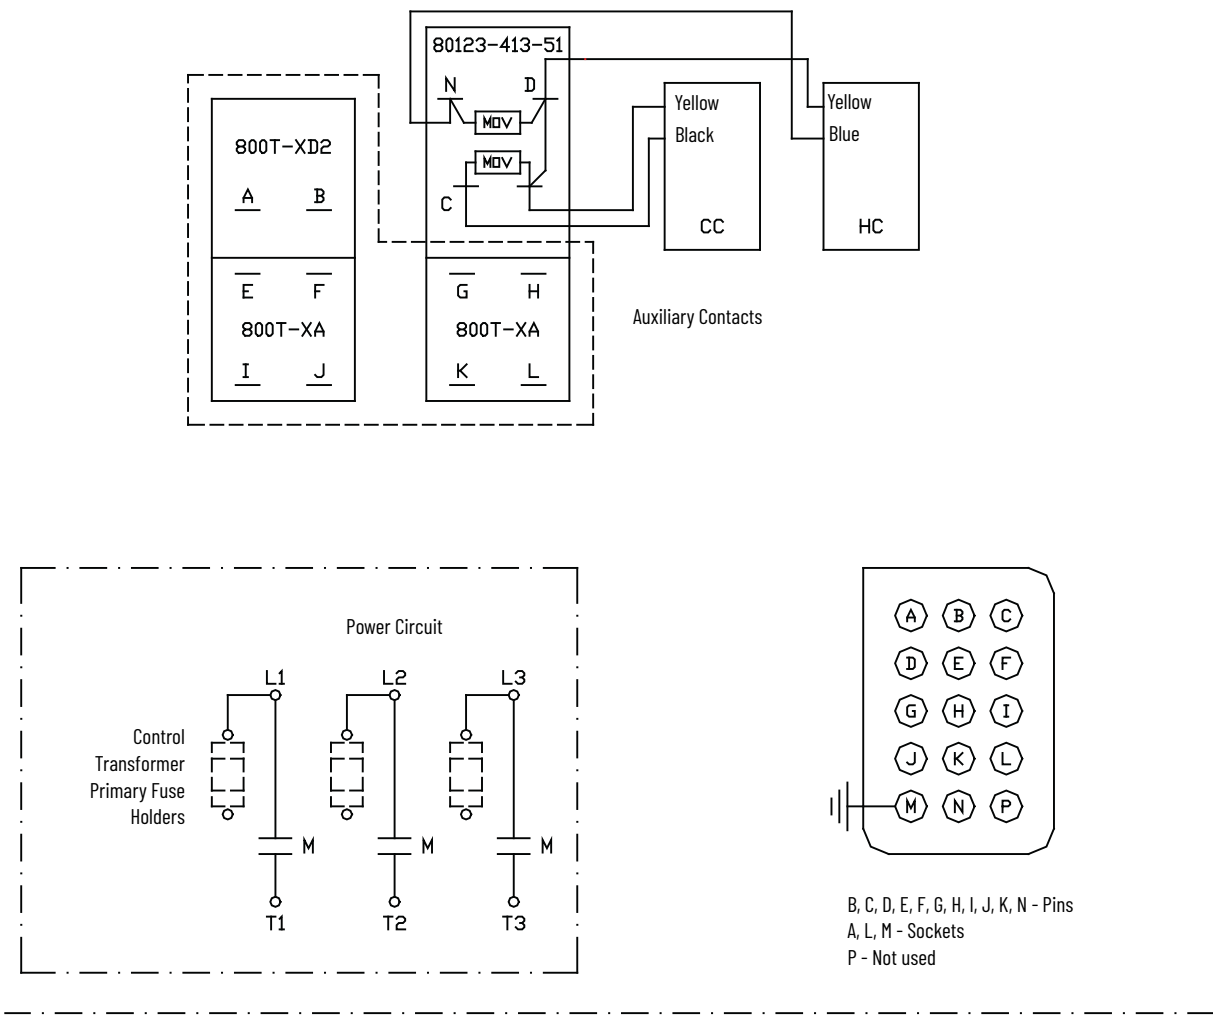 80123-413-51
N D
MOV
MOV
C
Yellow
Black
CC
Yellow
Blue
HC
800T-XD2
A B
E F
800T-XA
I J
G H
800T-XA
K L
Auxiliary Contacts
Power Circuit
L1 L2 L3
Control
Transformer
Primary Fuse
Holders
M M M
T1 T2 T3
A B C
D E F
G H I
J K L
M N P
B, C, D, E, F, G, H, I, J, K, N - Pins
A, L, M - Sockets
P - Not used